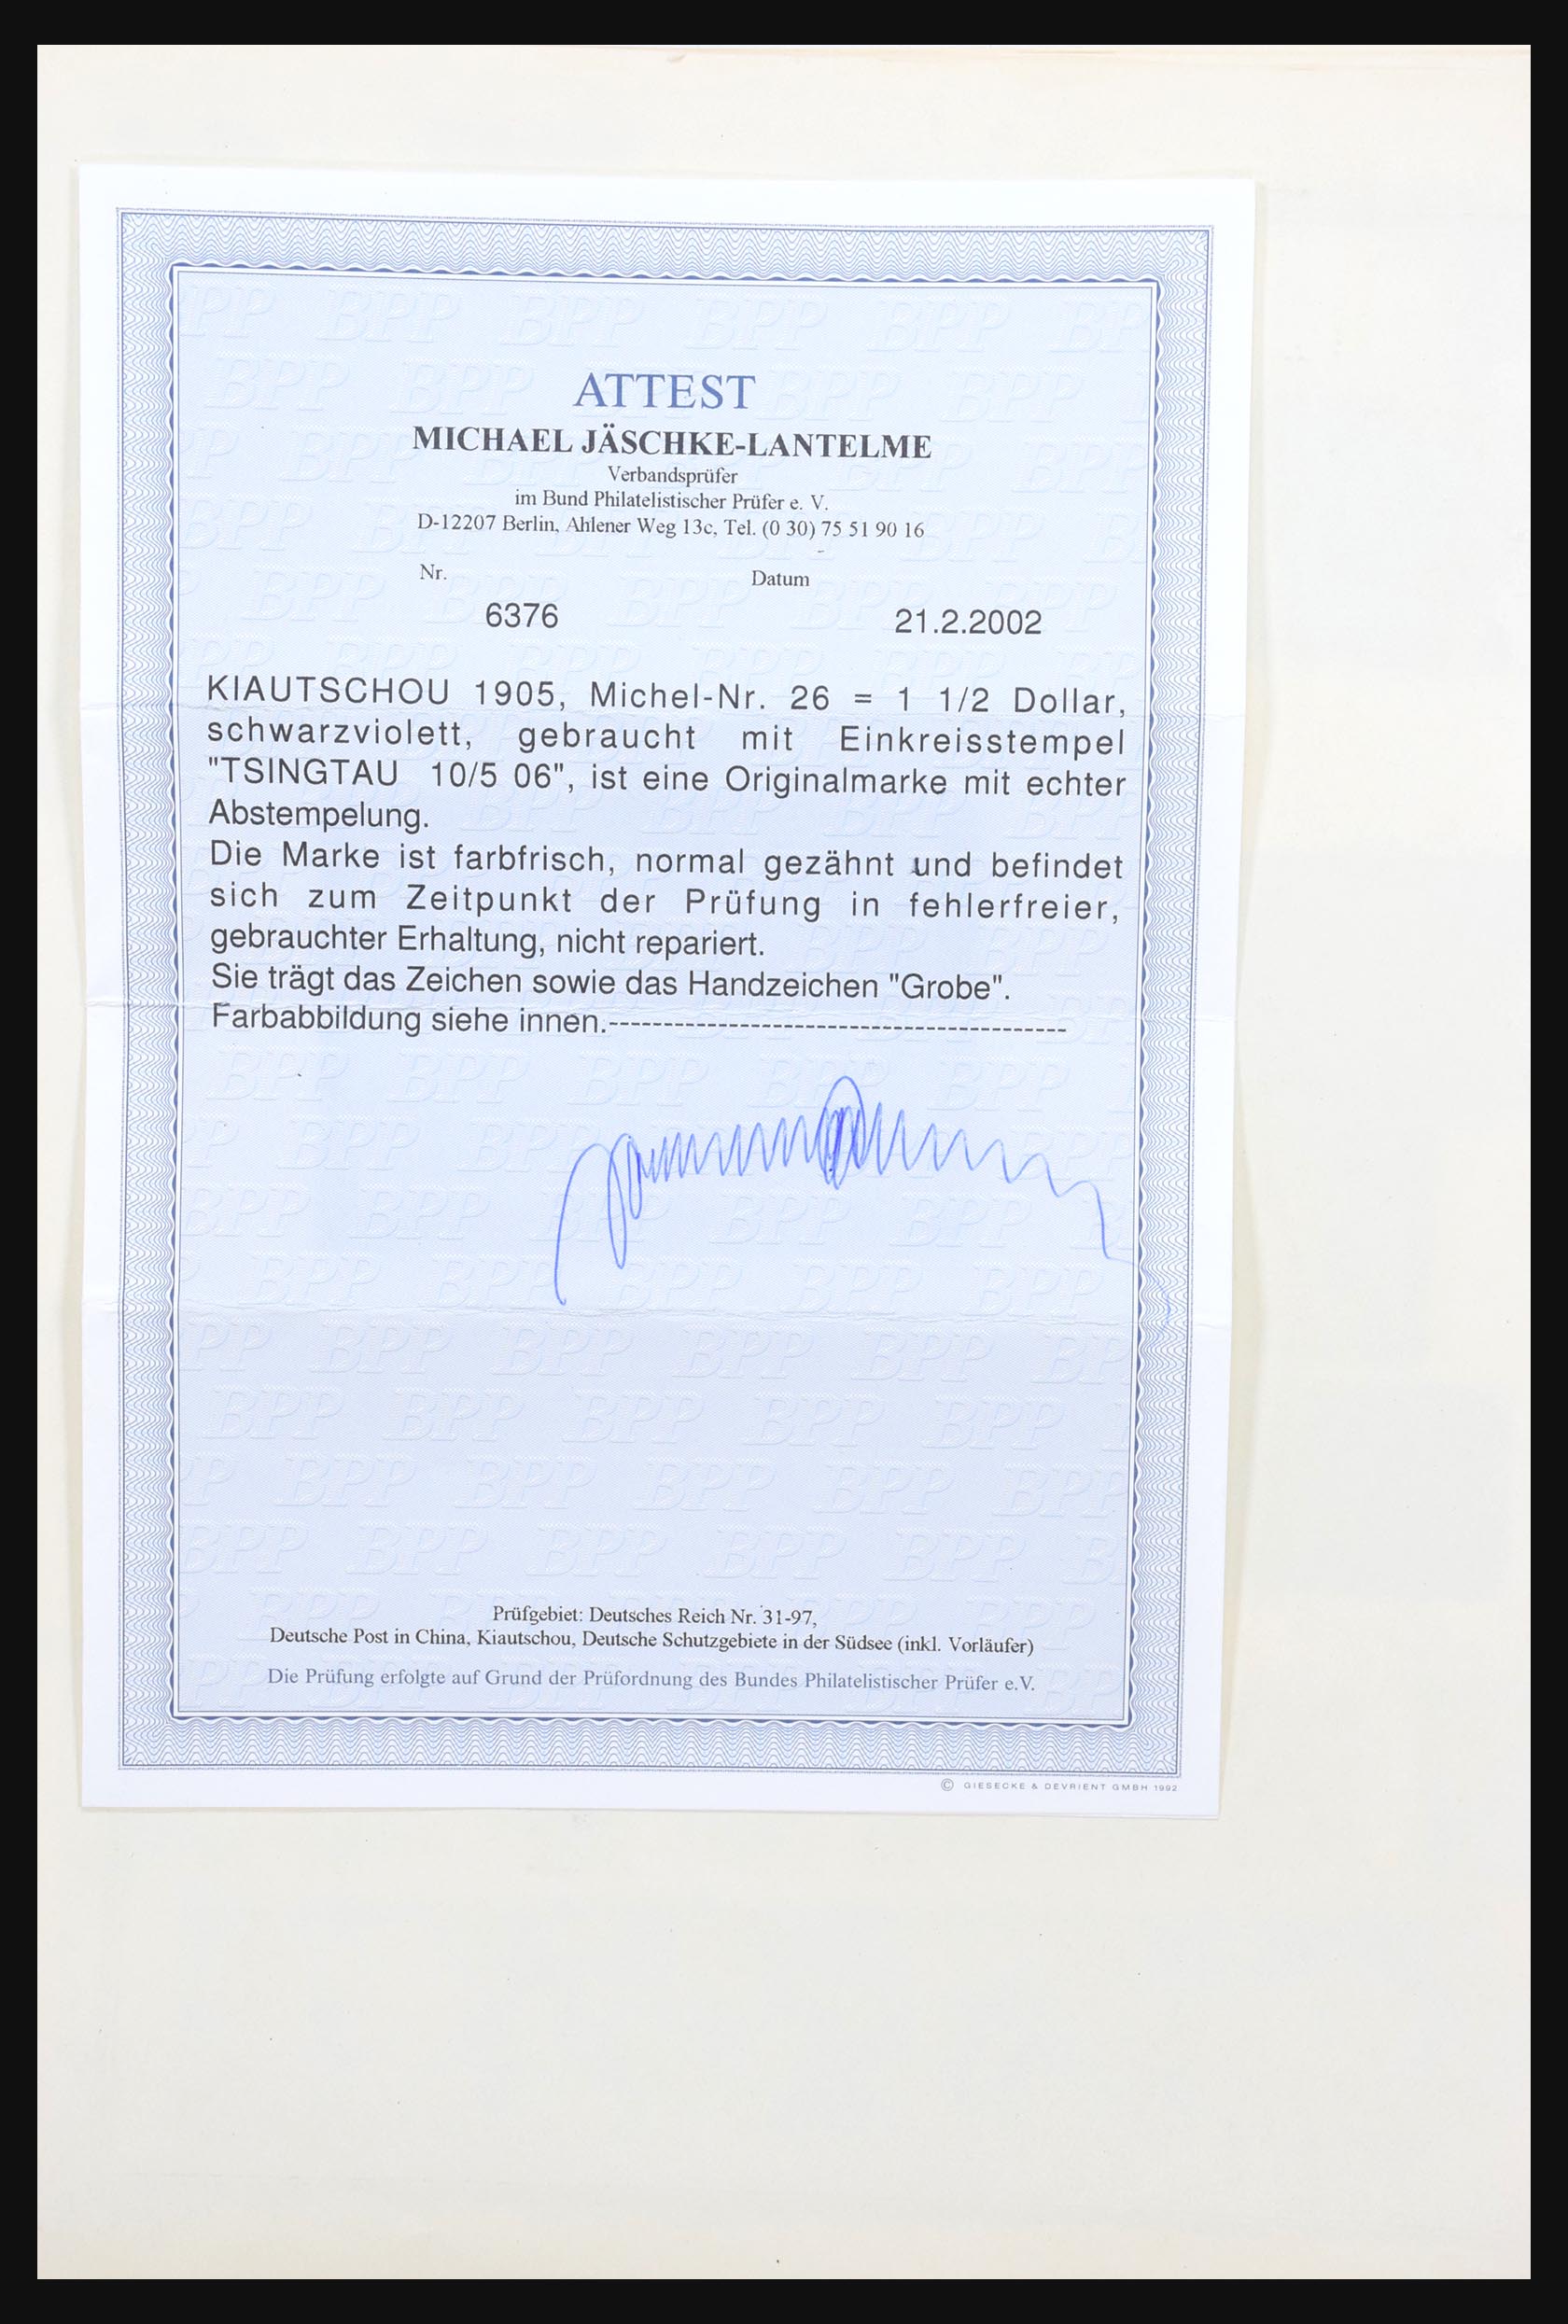 ATTEST
MICHAEL JÄSCHKE-LANTELME
Verbandsprüfer
im Bund Philatelistischer Prüfer e. V.
D-12207 Berlin, Ahlener Weg 13c, Tel. (0 30) 75 51 90 16
Nr. Datum
6376 21.2.2002
KIAUTSCHOU 1905, Michel-Nr. 26 = 1 1/2 Dollar,
schwarzviolett, gebraucht mit Einkreisstempel
"TSINGTAU 10/5 06", ist eine Originalmarke mit echter
Abstempelung.
Die Marke ist farbfrisch, normal gezähnt und befindet
sich zum Zeitpunkt der Prüfung in fehlerfreier,
gebrauchter Erhaltung, nicht repariert.
Sie trägt das Zeichen sowie das Handzeichen "Grobe".
Farbabbildung siehe innen.------------------------------------------
Prüfgebiet: Deutsches Reich Nr. 31-97,
Deutsche Post in China, Kiautschou, Deutsche Schutzgebiete in der Südsee (inkl. Vorläufer)
Die Prüfung erfolgte auf Grund der Prüfordnung des Bundes Philatelistischer Prüfer e.V.
© GIESECKE & DEVRIENT GMBH 1992